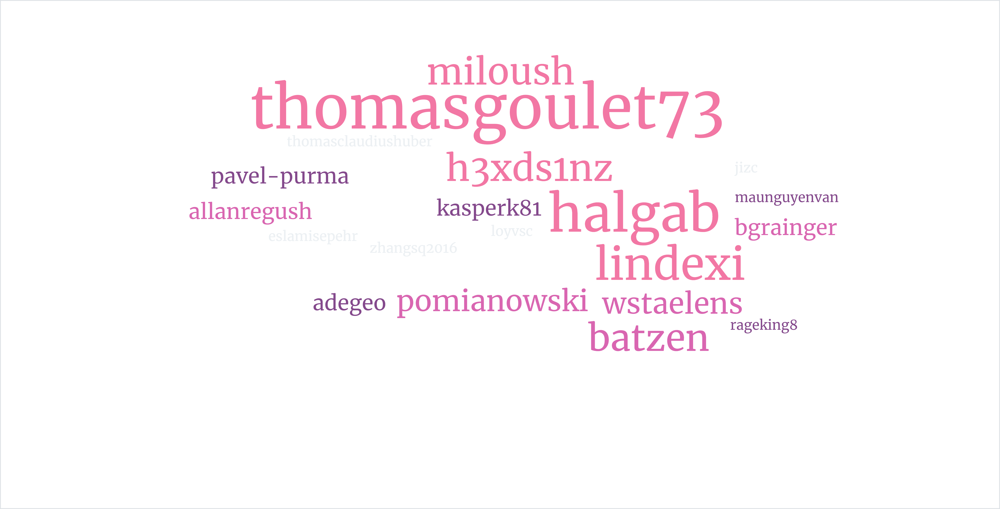 miloush
thomasgoulet73
thomasclaudiushuber
h3xds1nz
jizc
pavel-purma
maunguyenvan
kasperk81
halgab
allanregush
bgrainger
loyvsc
eslamisepehr
zhangsq2016
lindexi
adegeo
pomianowski
wstaelens
rageking8
batzen